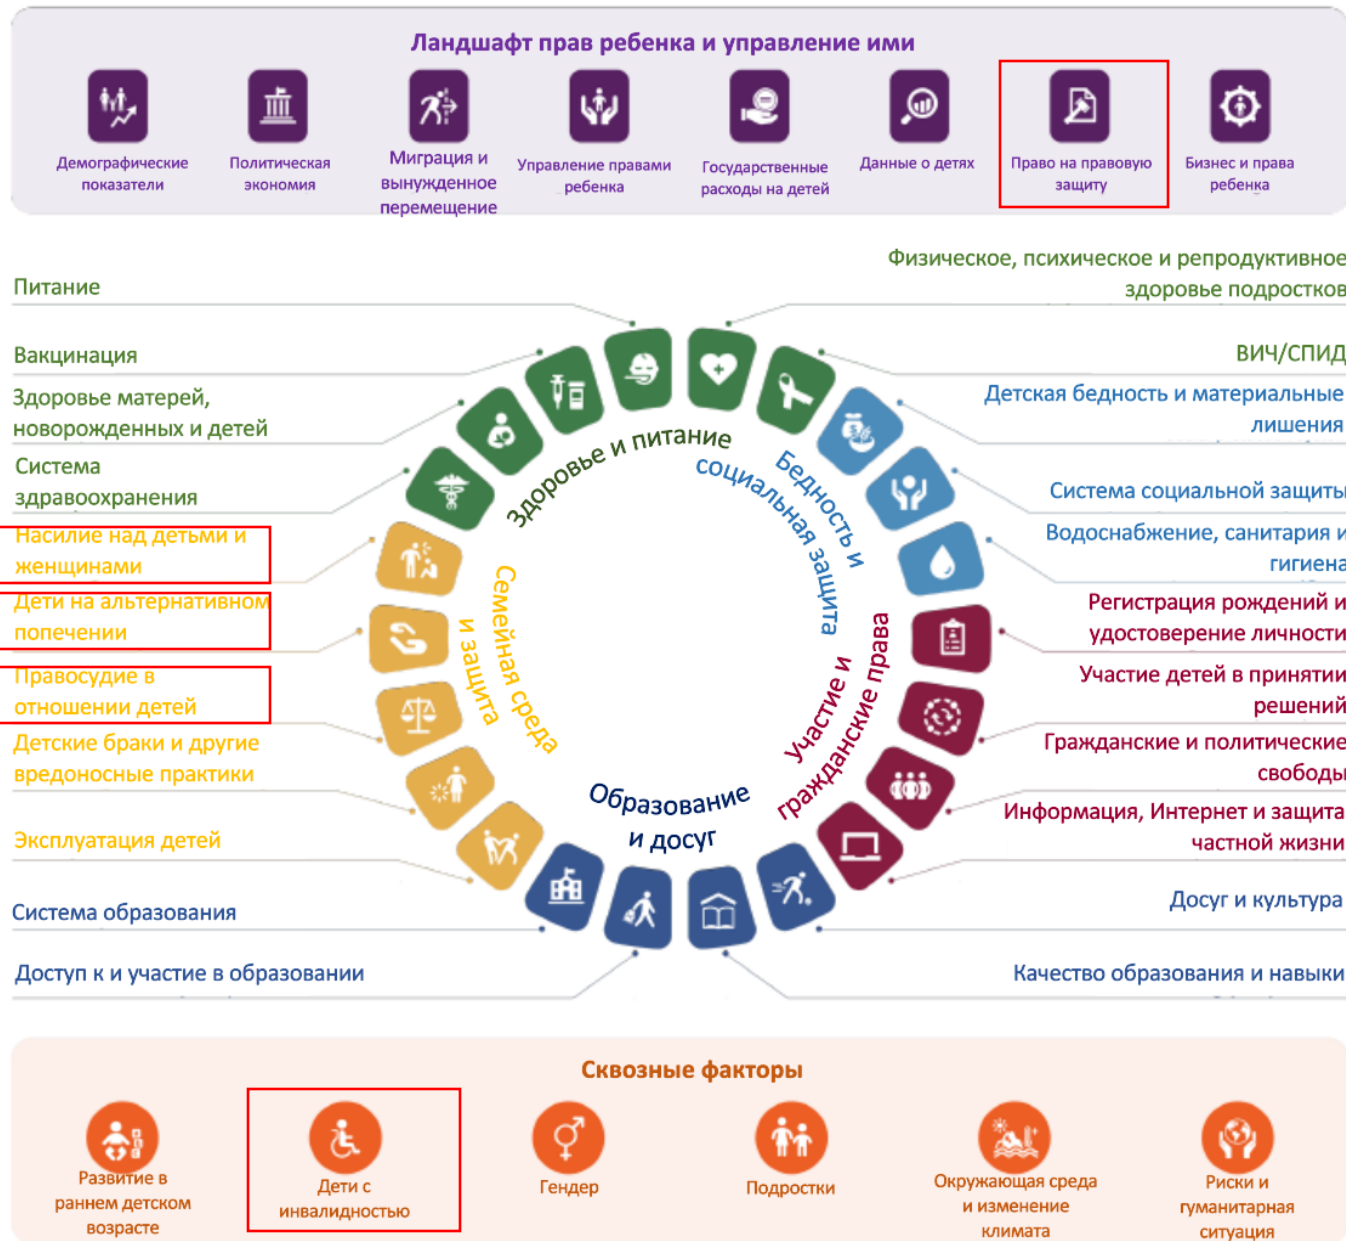 Ландшафт прав ребенка и управление ими
Демографические
показатели
Политическая
экономия
Миграция и
вынужденное
перемещение
Управление правами
ребенка
Государственные
расходы на детей
Данные о детях
Право на правовую
защиту
Бизнес и права
ребенка
Питание
Вакцинация
Здоровье матерей,
новорожденных и детей
Система
здравоохранения
Насилие над детьми и
женщинами
Дети на альтернативном
попечении
Правосудие в
отношении детей
Детские браки и другие
вредоносные практики
Эксплуатация детей
Система образования
Доступ к и участие в образовании
Здоровье и питание
Бедность и
социальная защита
Семейная среда
и защита
Участие и
гражданские права
Образование
и досуг
Физическое, психическое и репродуктивное
здоровье подростков
ВИЧ/СПИД
Детская бедность и материальные
лишения
Система социальной защиты
Водоснабжение, санитария и
гигиена
Регистрация рождений и
удостоверение личности
Участие детей в принятии
решений
Гражданские и политические
свободы
Информация, Интернет и защита
частной жизни
Досуг и культура
Качество образования и навыки
Сквозные факторы
Развитие в
раннем детском
возрасте
Дети с
инвалидностью
Гендер
Подростки
Окружающая среда
и изменение
климата
Риски и
гуманитарная
ситуация